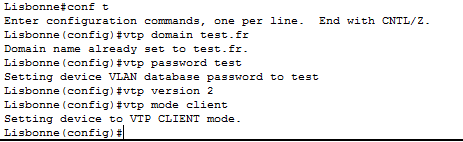 Lisbonne#conf t
Enter configuration commands, one per line.  End with CNTL/Z.
Lisbonne(config)#vtp domain test.fr
Domain name already set to test.fr.
Lisbonne(config)#vtp password test
Setting device VLAN database password to test
Lisbonne(config)#vtp version 2
Lisbonne(config)#vtp mode client
Setting device to VTP CLIENT mode.
Lisbonne(config)#